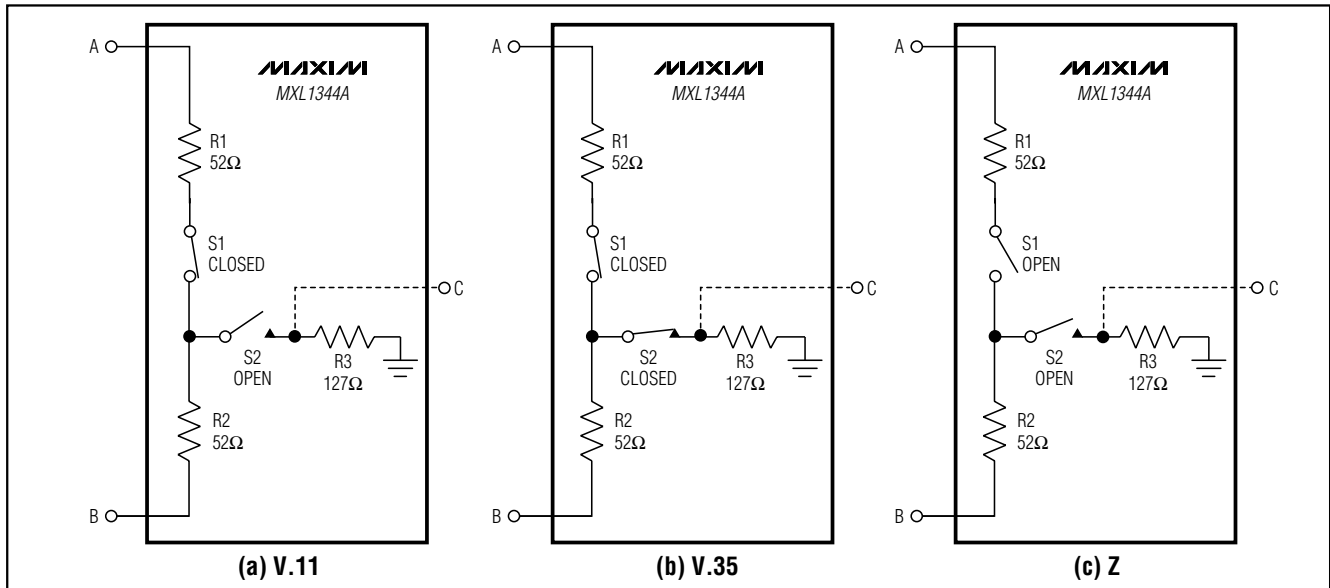 A
MAXIM
MXL1344A
R1
52Ω
S1
CLOSED
C
S2
OPEN
R3
127Ω
R2
52Ω
B
(a) V.11
A
MAXIM
MXL1344A
R1
52Ω
S1
CLOSED
C
S2
CLOSED
R3
127Ω
R2
52Ω
B
(b) V.35
A
MAXIM
MXL1344A
R1
52Ω
S1
OPEN
C
S2
OPEN
R3
127Ω
R2
52Ω
B
(c) Z